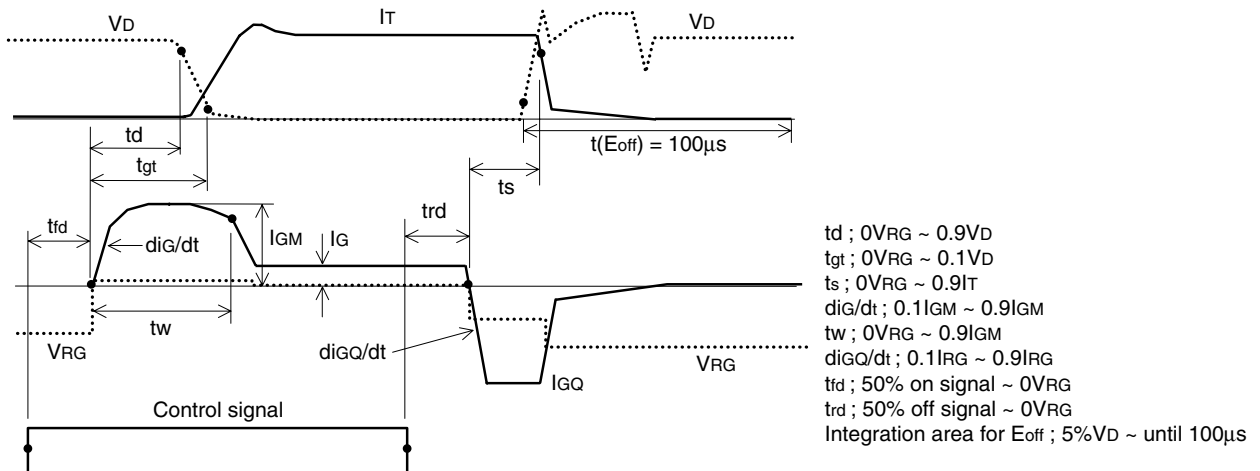 VD
IT
VD
td
tgt
t(Eoff) = 100µs
ts
tfd
diG/dt
IGM
IG
trd
tw
VRG
diGQ/dt
IGQ
VRG
Control signal
td ; 0VRG ~ 0.9VD
tgt ; 0VRG ~ 0.1VD
ts ; 0VRG ~ 0.9IT
diG/dt ; 0.1IGM ~ 0.9IGM
tw ; 0VRG ~ 0.9IGM
diGQ/dt ; 0.1IRG ~ 0.9IRG
tfd ; 50% on signal ~ 0VRG
trd ; 50% off signal ~ 0VRG
Integration area for Eoff ; 5%VD ~ until 100µs